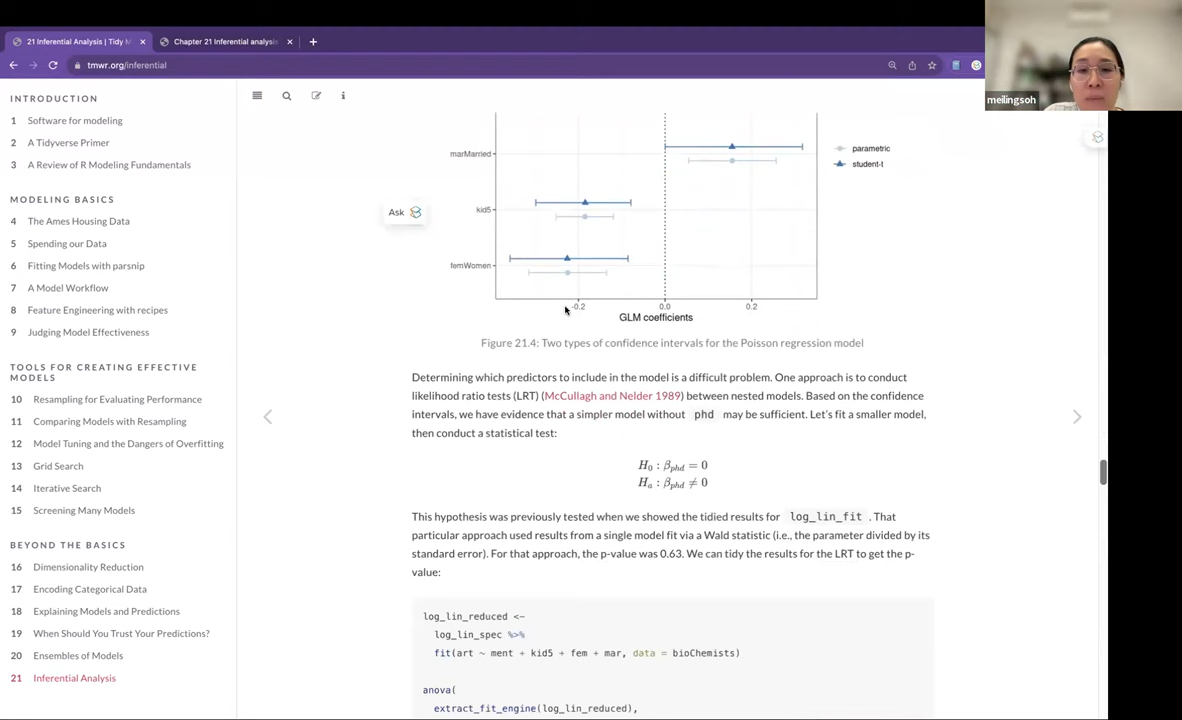 21 Inferential Analysis | Tidy M
Chapter 21 Inferential analysis
tmwr.org/inferential
meilingsoh
INTRODUCTION
1 Software for modeling
2 A Tidyverse Primer
3 A Review of R Modeling Fundamentals
MODELING BASICS
4 The Ames Housing Data
5 Spending our Data
6 Fitting Models with parsnip
7 A Model Workflow
8 Feature Engineering with recipes
9 Judging Model Effectiveness
TOOLS FOR CREATING EFFECTIVE
MODELS
10 Resampling for Evaluating Performance
11 Comparing Models with Resampling
12 Model Tuning and the Dangers of Overfitting
13 Grid Search
14 Iterative Search
15 Screening Many Models
BEYOND THE BASICS
16 Dimensionality Reduction
17 Encoding Categorical Data
18 Explaining Models and Predictions
19 When Should You Trust Your Predictions?
20 Ensembles of Models
21 Inferential Analysis
Ask
marMarried
kid5
femWomen
parametric
student-t
-0.2 0.0 0.2
GLM coefficients
Figure 21.4: Two types of confidence intervals for the Poisson regression model
Determining which predictors to include in the model is a difficult problem. One approach is to conduct
likelihood ratio tests (LRT) (McCullagh and Nelder 1989) between nested models. Based on the confidence
intervals, we have evidence that a simpler model without phd may be sufficient. Let's fit a smaller model,
then conduct a statistical test:
H₀ : βphd = 0
Hₐ : βphd ≠ 0
This hypothesis was previously tested when we showed the tidied results for log_lin_fit . That
particular approach used results from a single model fit via a Wald statistic (i.e., the parameter divided by its
standard error). For that approach, the p-value was 0.63. We can tidy the results for the LRT to get the p-
value:
log_lin_reduced <-
log_lin_spec %>%
fit(art ~ ment + kid5 + fem + mar, data = bioChemists)
anova(
extract_fit_engine(log_lin_reduced),